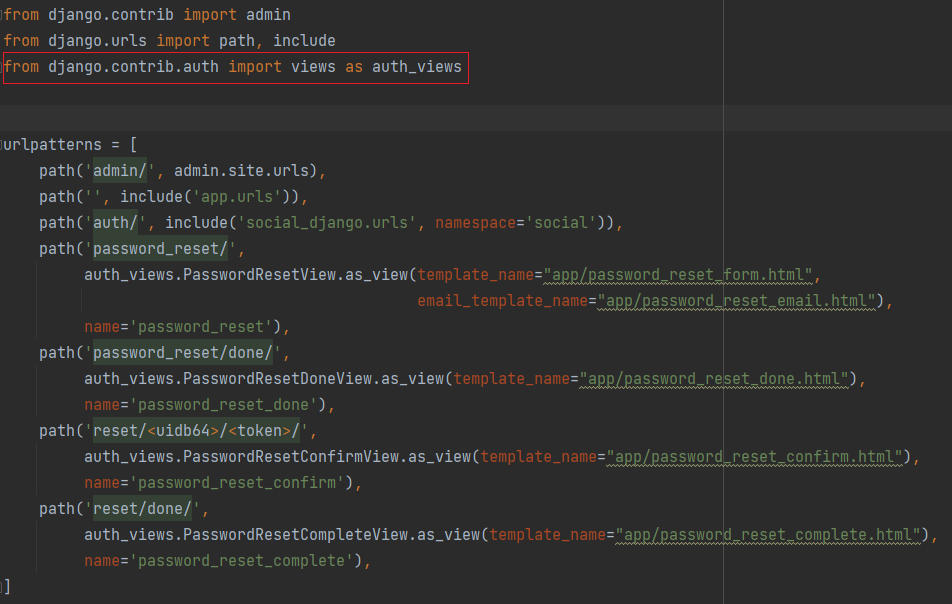 from django.contrib import admin
from django.urls import path, include
from django.contrib.auth import views as auth_views
urlpatterns = [
path('admin/', admin.site.urls),
path('', include('app.urls')),
path('auth/', include('social_django.urls', namespace='social')),
path('password_reset/',
auth_views.PasswordResetView.as_view(template_name="app/password_reset_form.html",
email_template_name="app/password_reset_email.html"),
name='password_reset'),
path('password_reset/done/',
auth_views.PasswordResetDoneView.as_view(template_name="app/password_reset_done.html"),
name='password_reset_done'),
path('reset/<uidb64>/<token>/',
auth_views.PasswordResetConfirmView.as_view(template_name="app/password_reset_confirm.html"),
name='password_reset_confirm'),
path('reset/done/',
auth_views.PasswordResetCompleteView.as_view(template_name="app/password_reset_complete.html"),
name='password_reset_complete'),
]